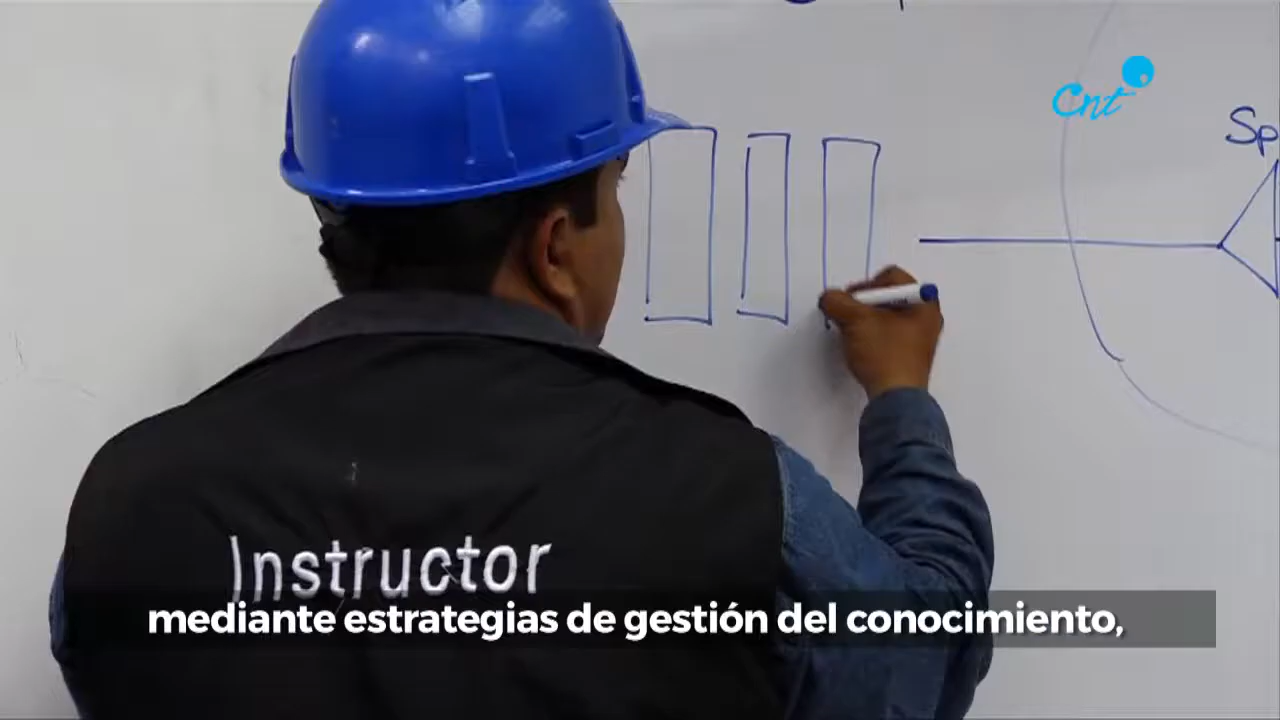 Cnt
Sp
Instructor
mediante estrategias de gestión del conocimiento,